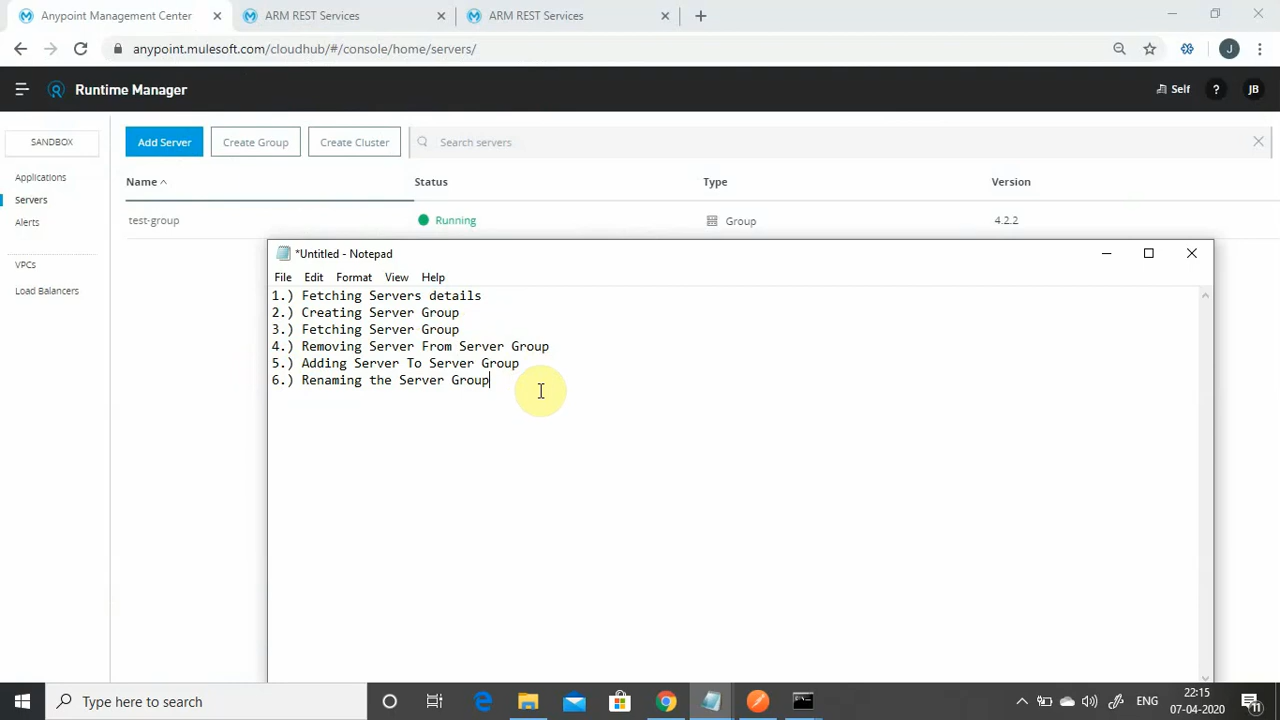 Anypoint Management Center
ARM REST Services
ARM REST Services
anypoint.mulesoft.com/cloudhub/#/console/home/servers/
J
Runtime Manager
Self
?
JB
SANDBOX
Applications
Servers
Alerts
VPCs
Load Balancers
Add Server
Create Group
Create Cluster
Search servers
Name
Status
Type
Version
test-group
Running
Group
4.2.2
*Untitled - Notepad
File Edit Format View Help
1.) Fetching Servers details
2.) Creating Server Group
3.) Fetching Server Group
4.) Removing Server From Server Group
5.) Adding Server To Server Group
6.) Renaming the Server Group
Type here to search
ENG
22:15
07-04-2020
11